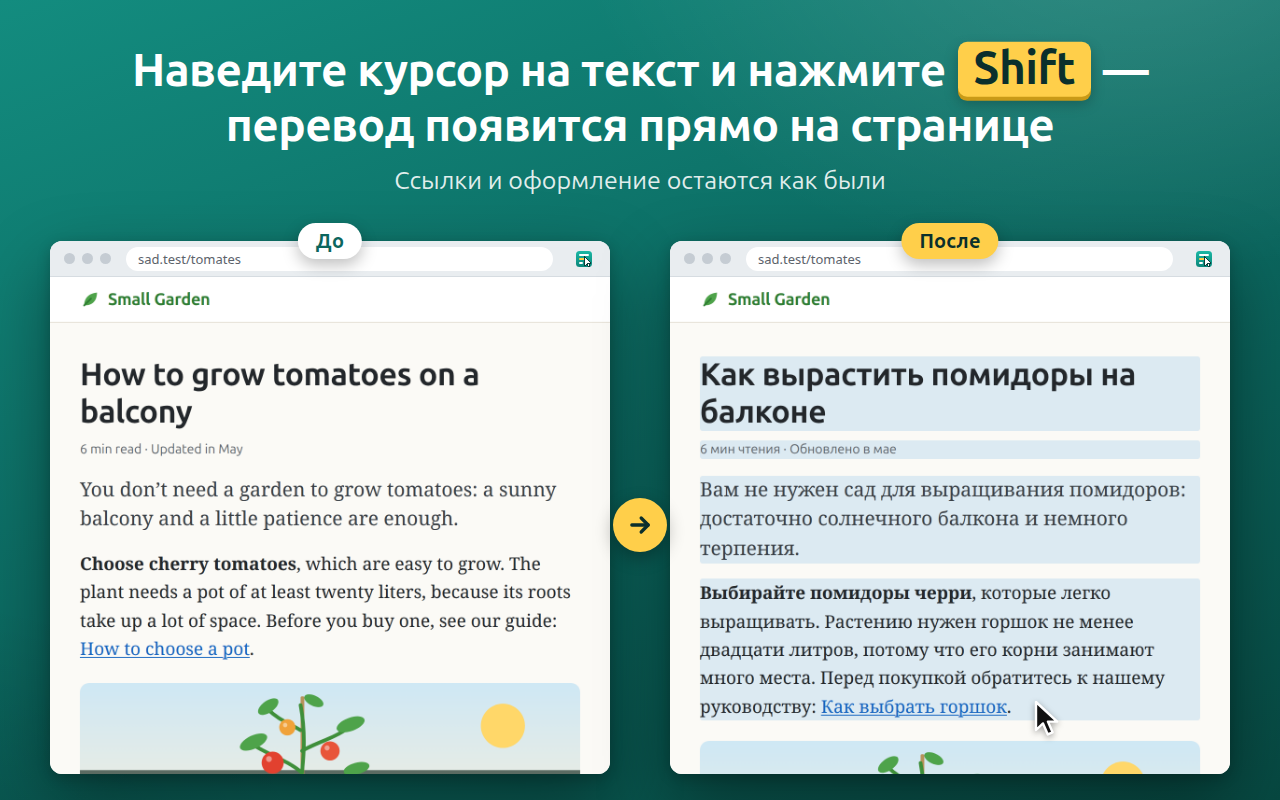 Наведите курсор на текст и нажмите Shift —
перевод появится прямо на странице
Ссылки и оформление остаются как были
До
sad.test/tomates
Small Garden
How to grow tomatoes on a
balcony
6 min read · Updated in May
You don’t need a garden to grow tomatoes: a sunny
balcony and a little patience are enough.
Choose cherry tomatoes, which are easy to grow. The
plant needs a pot of at least twenty liters, because its roots
take up a lot of space. Before you buy one, see our guide:
How to choose a pot.
После
sad.test/tomates
Small Garden
Как вырастить помидоры на
балконе
6 мин чтения · Обновлено в мае
Вам не нужен сад для выращивания помидоров:
достаточно солнечного балкона и немного
терпения.
Выбирайте помидоры черри, которые легко
выращивать. Растению нужен горшок не менее
двадцати литров, потому что его корни занимают
много места. Перед покупкой обратитесь к нашему
руководству: Как выбрать горшок.